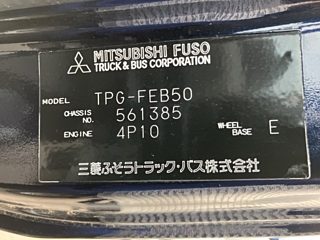 MITSUBISHI FUSO
TRUCK & BUS CORPORATION
MODEL TPG-FEB50
CHASSIS NO. 561385
ENGINE 4P10 WHEEL BASE E
三菱ふそうトラック・バス株式会社